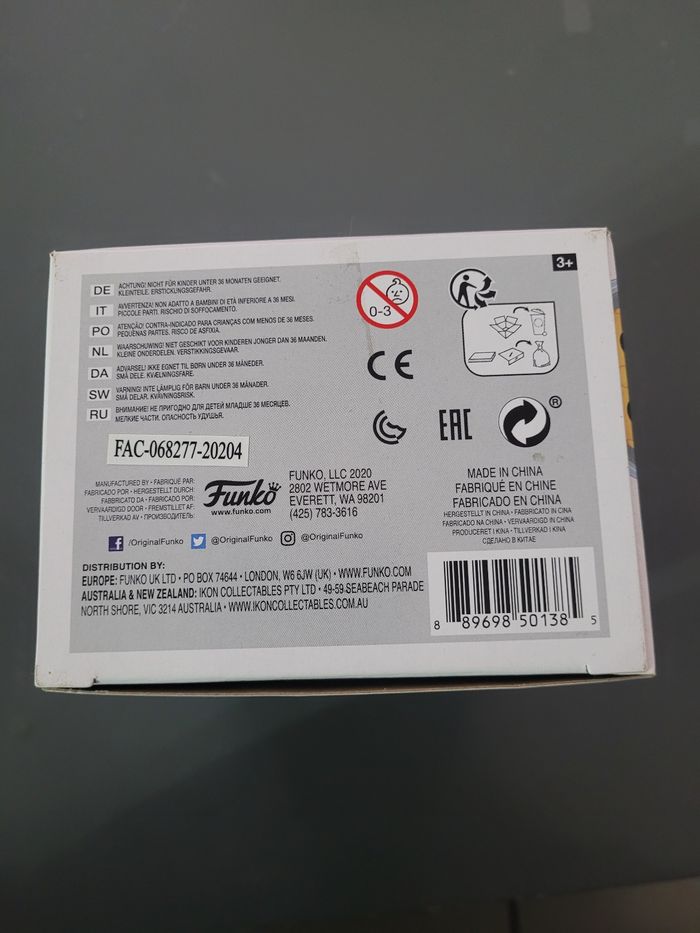 3+
DE ACHTUNG! NICHT FÜR KINDER UNTER 36 MONATEN GEEIGNET.
KLEINTEILE. ERSTICKUNGSGEFAHR.
IT AVVERTENZA! NON ADATTO A BAMBINI DI ETÀ INFERIORE A 36 MESI.
PICCOLE PARTI. RISCHIO DI SOFFOCAMENTO.
PO ATENÇÃO! CONTRA-INDICADO PARA CRIANÇAS COM MENOS DE 36 MESES.
PEQUENAS PARTES. RISCO DE ASFIXIA.
NL WAARSCHUWING! NIET GESCHIKT VOOR KINDEREN JONGER DAN 36 MAANDEN.
KLEINE ONDERDELEN. VERSTIKKINGSGEVAAR.
DA ADVARSEL! IKKE EGNET TIL BØRN UNDER 36 MÅNEDER.
SMÅ DELE. KVÆLNINGSFARE.
SW VARNING! INTE LÄMPLIG FÖR BARN UNDER 36 MÅNADER.
SMÅ DELAR. KVÄVNINGSRISK.
RU ВНИМАНИЕ! НЕ ПРИГОДНО ДЛЯ ДЕТЕЙ МЛАДШЕ 36 МЕСЯЦЕВ.
МЕЛКИЕ ЧАСТИ. ОПАСНОСТЬ УДУШЬЯ.
0-3
CE
EAC
®
FAC-068277-20204
MANUFACTURED BY • FABRIQUÉ PAR:
FABRICADO POR • HERGESTELLT DURCH:
FABBRICATO DA • FABRICADO POR:
VERVAARDIGD DOOR • FREMSTILLET AF:
TILLVERKAD AV • ПРОИЗВОДИТЕЛЬ:
Funko
www.funko.com
FUNKO, LLC 2020
2802 WETMORE AVE
EVERETT, WA 98201
(425) 783-3616
MADE IN CHINA
FABRIQUÉ EN CHINE
FABRICADO EN CHINA
HERGESTELLT IN CHINA • FABBRICATO IN CINA
FABRICADO NA CHINA • VERVAARDIGD IN CHINA
PRODUCERET I KINA • TILLVERKAD I KINA
СДЕЛАНО В КИТАЕ
/OriginalFunko @OriginalFunko @OriginalFunko
DISTRIBUTION BY:
EUROPE: FUNKO UK LTD • PO BOX 74644 • LONDON, W6 6JW (UK) • WWW.FUNKO.COM
AUSTRALIA & NEW ZEALAND: IKON COLLECTABLES PTY LTD • 49-59 SEABEACH PARADE
NORTH SHORE, VIC 3214 AUSTRALIA • WWW.IKONCOLLECTABLES.COM.AU
8 89698 50138 5